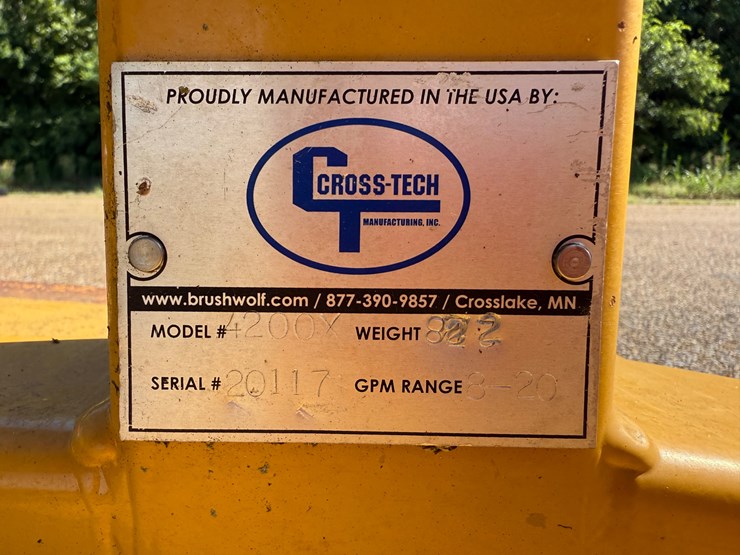 PROUDLY MANUFACTURED IN THE USA BY:
CROSS-TECH
MANUFACTURING, INC.
www.brushwolf.com / 877-390-9857 / Crosslake, MN
MODEL # 4200X WEIGHT
SERIAL # 20117 GPM RANGE 8-20